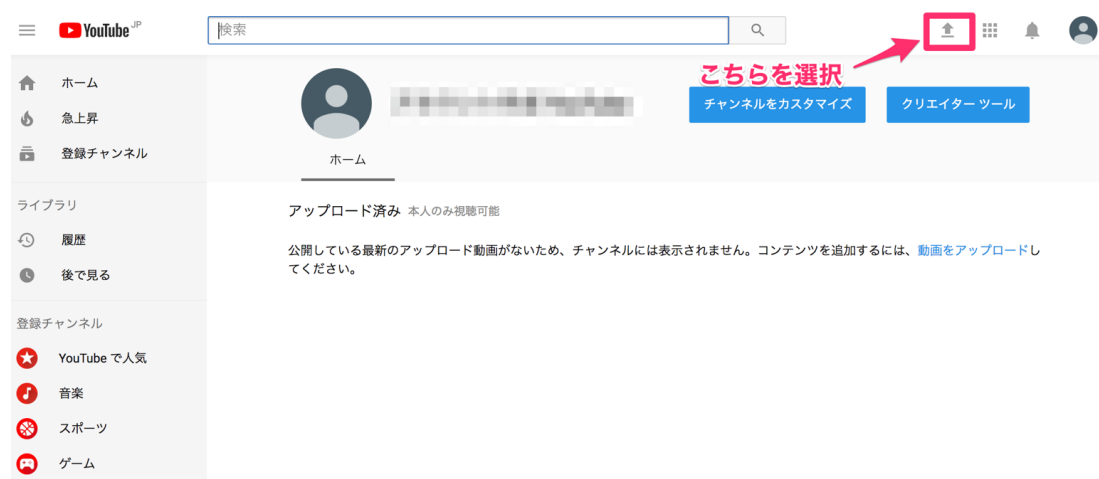 YouTube JP
検索
こちらを選択
ホーム
急上昇
登録チャンネル
チャンネルをカスタマイズ
クリエイター ツール
ホーム
ライブラリ
履歴
後で見る
アップロード済み 本人のみ視聴可能
公開している最新のアップロード動画がないため、チャンネルには表示されません。コンテンツを追加するには、動画をアップロードし
てください。
登録チャンネル
YouTube で人気
音楽
スポーツ
ゲーム